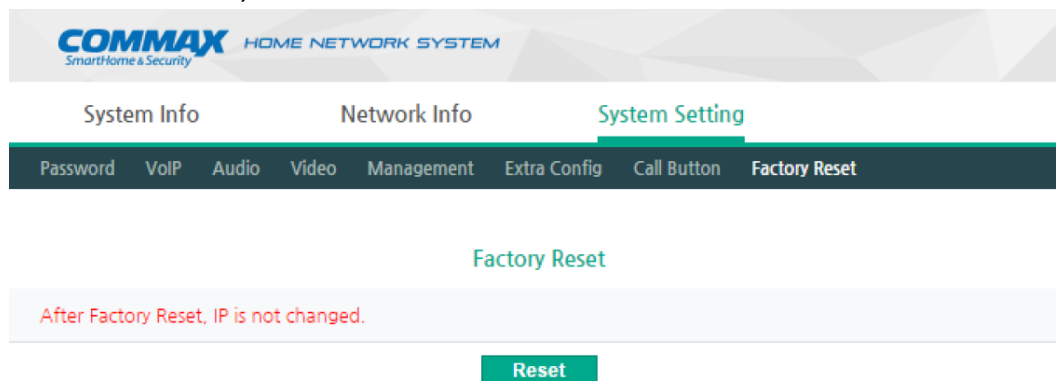 COMMAX HOME NETWORK SYSTEM
SmartHome & Security
System Info Network Info System Setting
Password VoIP Audio Video Management Extra Config Call Button Factory Reset
Factory Reset
After Factory Reset, IP is not changed.
Reset